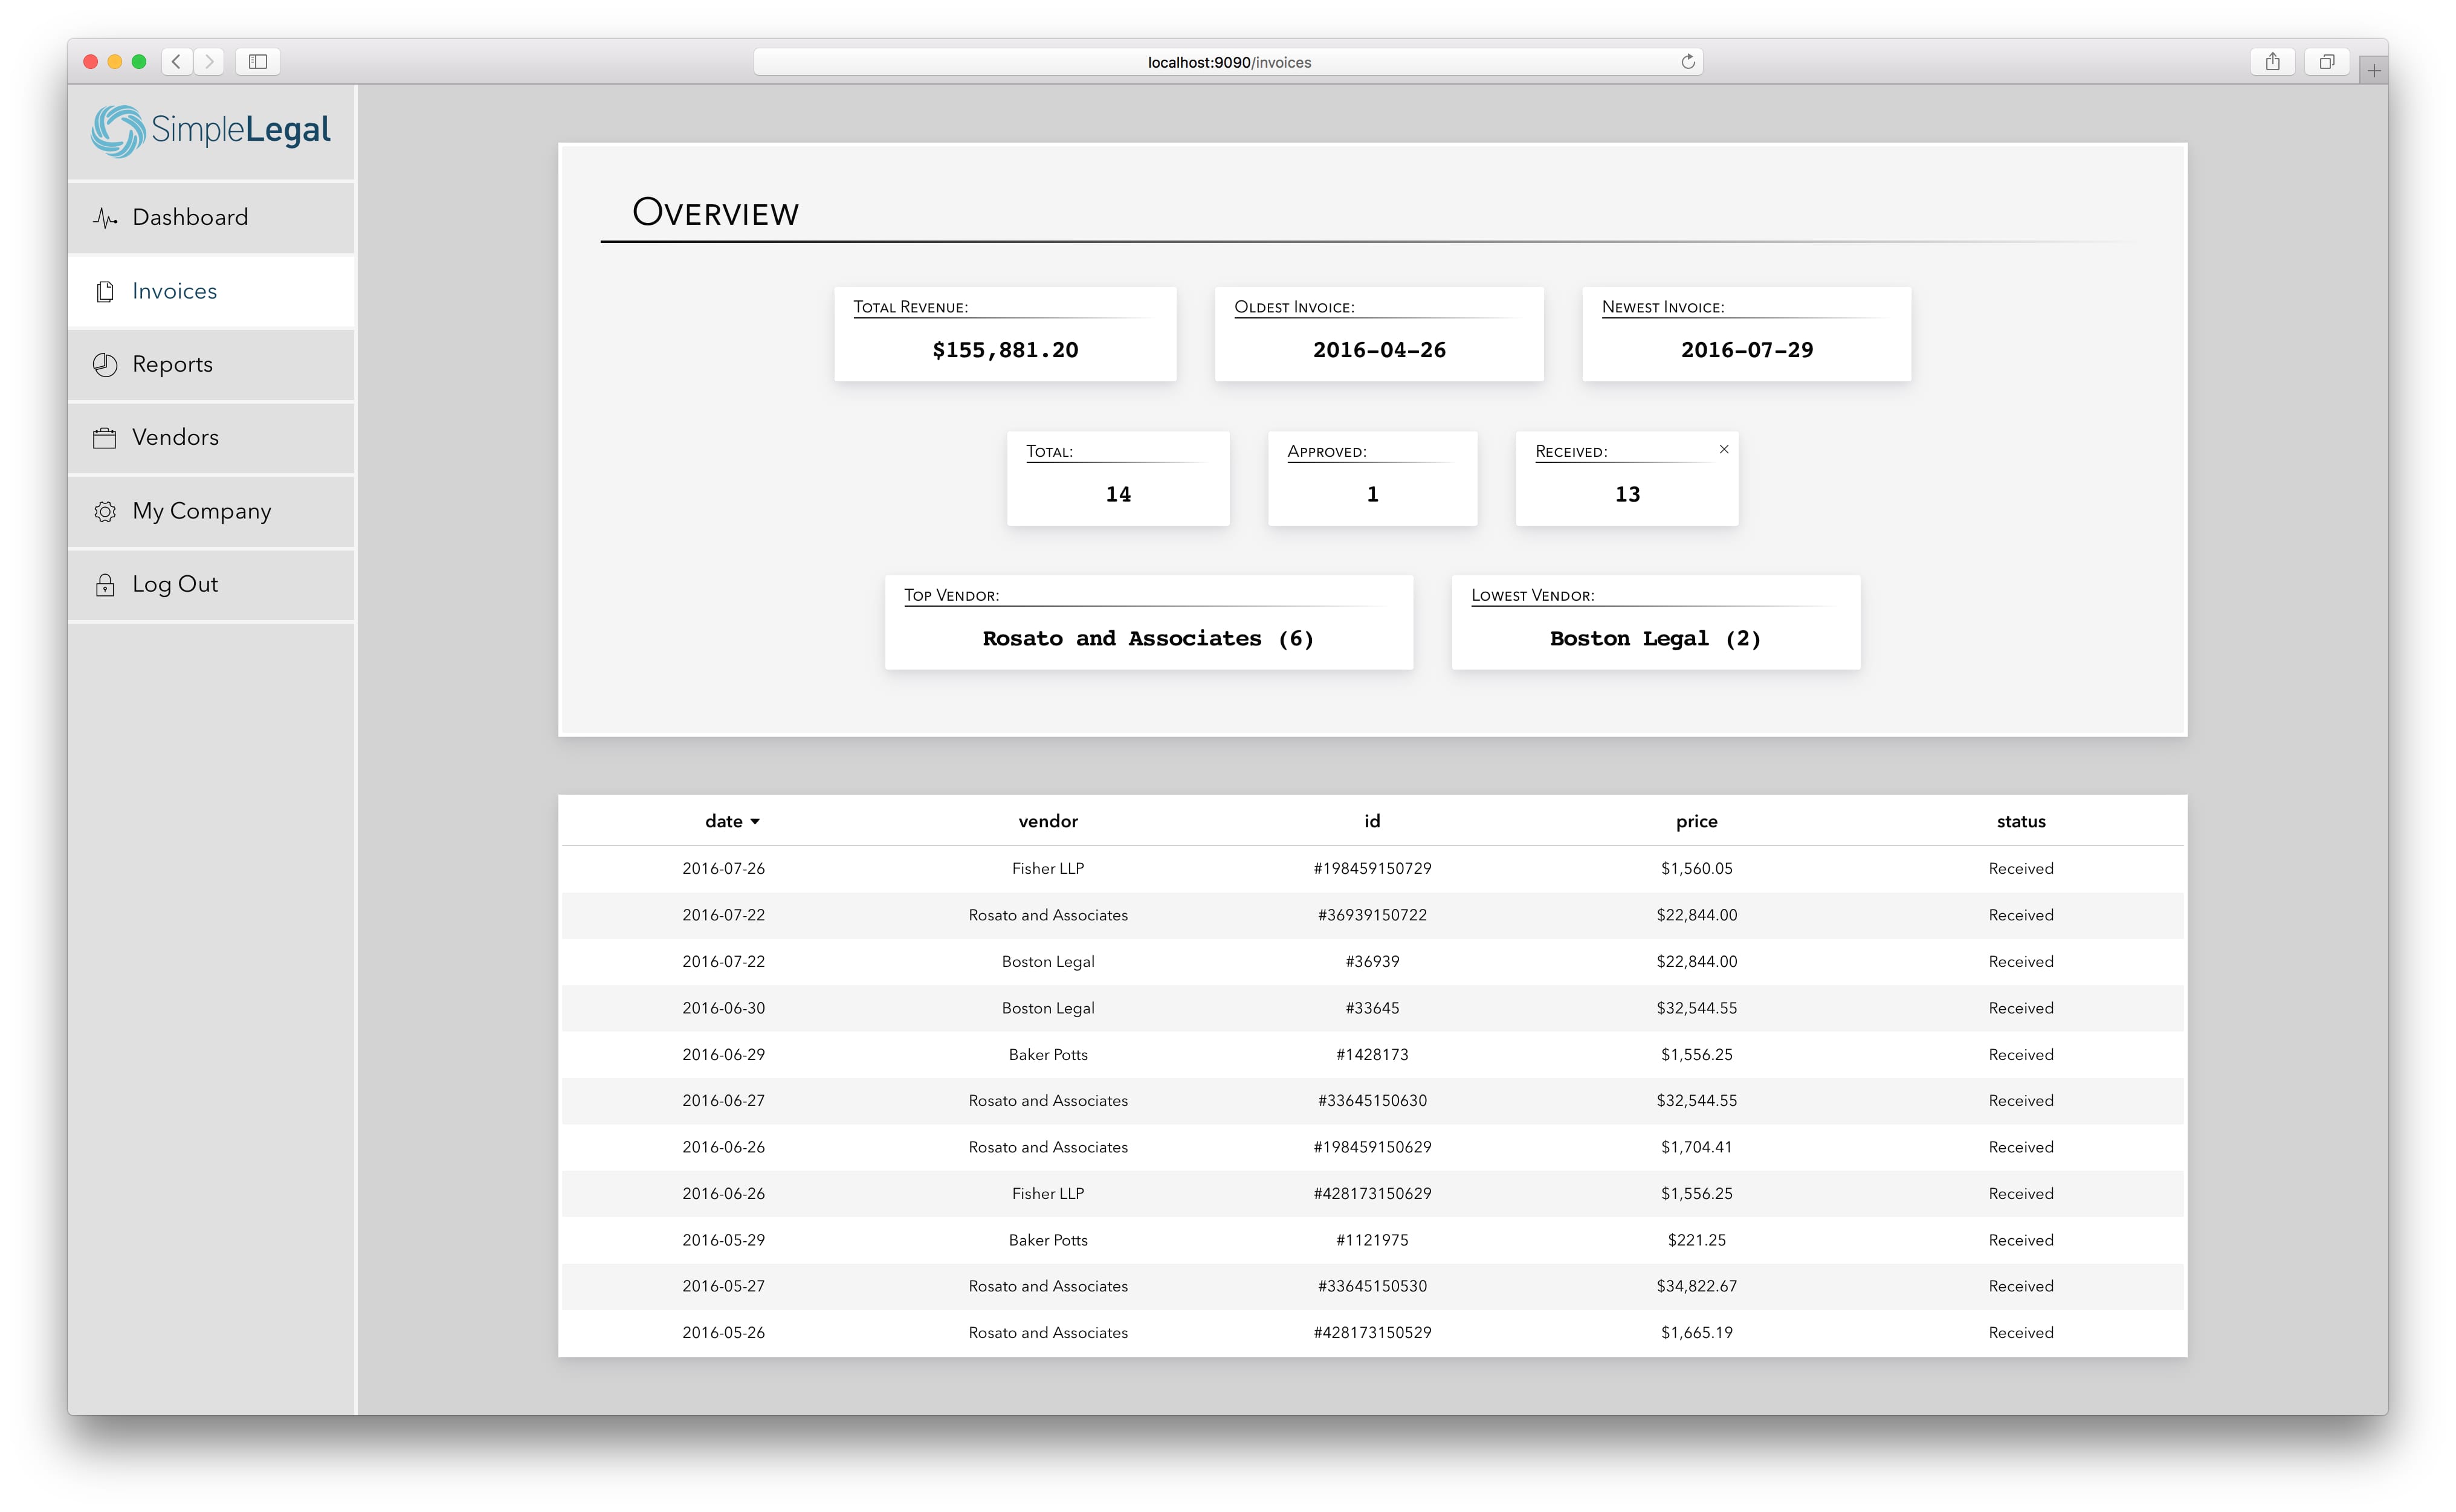 localhost:9090/invoices
SimpleLegal
Dashboard
Invoices
Reports
Vendors
My Company
Log Out
Overview
Total Revenue: Oldest Invoice: Newest Invoice:
$155,881.20 2016-04-26 2016-07-29
Total: Approved: Received: ×
14 1 13
Top Vendor: Lowest Vendor:
Rosato and Associates (6) Boston Legal (2)
date vendor id price status
2016-07-26 Fisher LLP #198459150729 $1,560.05 Received
2016-07-22 Rosato and Associates #36939150722 $22,844.00 Received
2016-07-22 Boston Legal #36939 $22,844.00 Received
2016-06-30 Boston Legal #33645 $32,544.55 Received
2016-06-29 Baker Potts #1428173 $1,556.25 Received
2016-06-27 Rosato and Associates #33645150630 $32,544.55 Received
2016-06-26 Rosato and Associates #198459150629 $1,704.41 Received
2016-06-26 Fisher LLP #428173150629 $1,556.25 Received
2016-05-29 Baker Potts #1121975 $221.25 Received
2016-05-27 Rosato and Associates #33645150530 $34,822.67 Received
2016-05-26 Rosato and Associates #428173150529 $1,665.19 Received